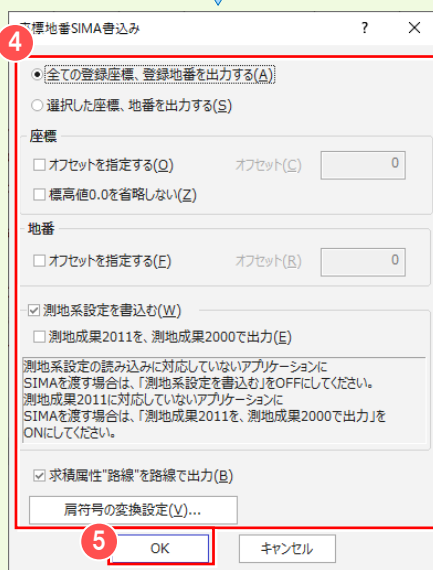 座標地番SIMA書込み ? ×
4
全ての登録座標、登録地番を出力する(A)
選択した座標、地番を出力する(S)
座標
オフセットを指定する(O) オフセット(C) 0
標高値0.0を省略しない(Z)
地番
オフセットを指定する(F) オフセット(R) 0
測地系設定を書込む(W)
測地成果2011を、測地成果2000で出力(E)
測地系設定の読み込みに対応していないアプリケーションに
SIMAを渡す場合は、「測地系設定を書込む」をOFFにしてください。
測地成果2011に対応していないアプリケーションに
SIMAを渡す場合は、「測地成果2011を、測地成果2000で出力」を
ONにしてください。
求積属性"路線"を路線で出力(B)
肩符号の変換設定(V)...
5
OK キャンセル